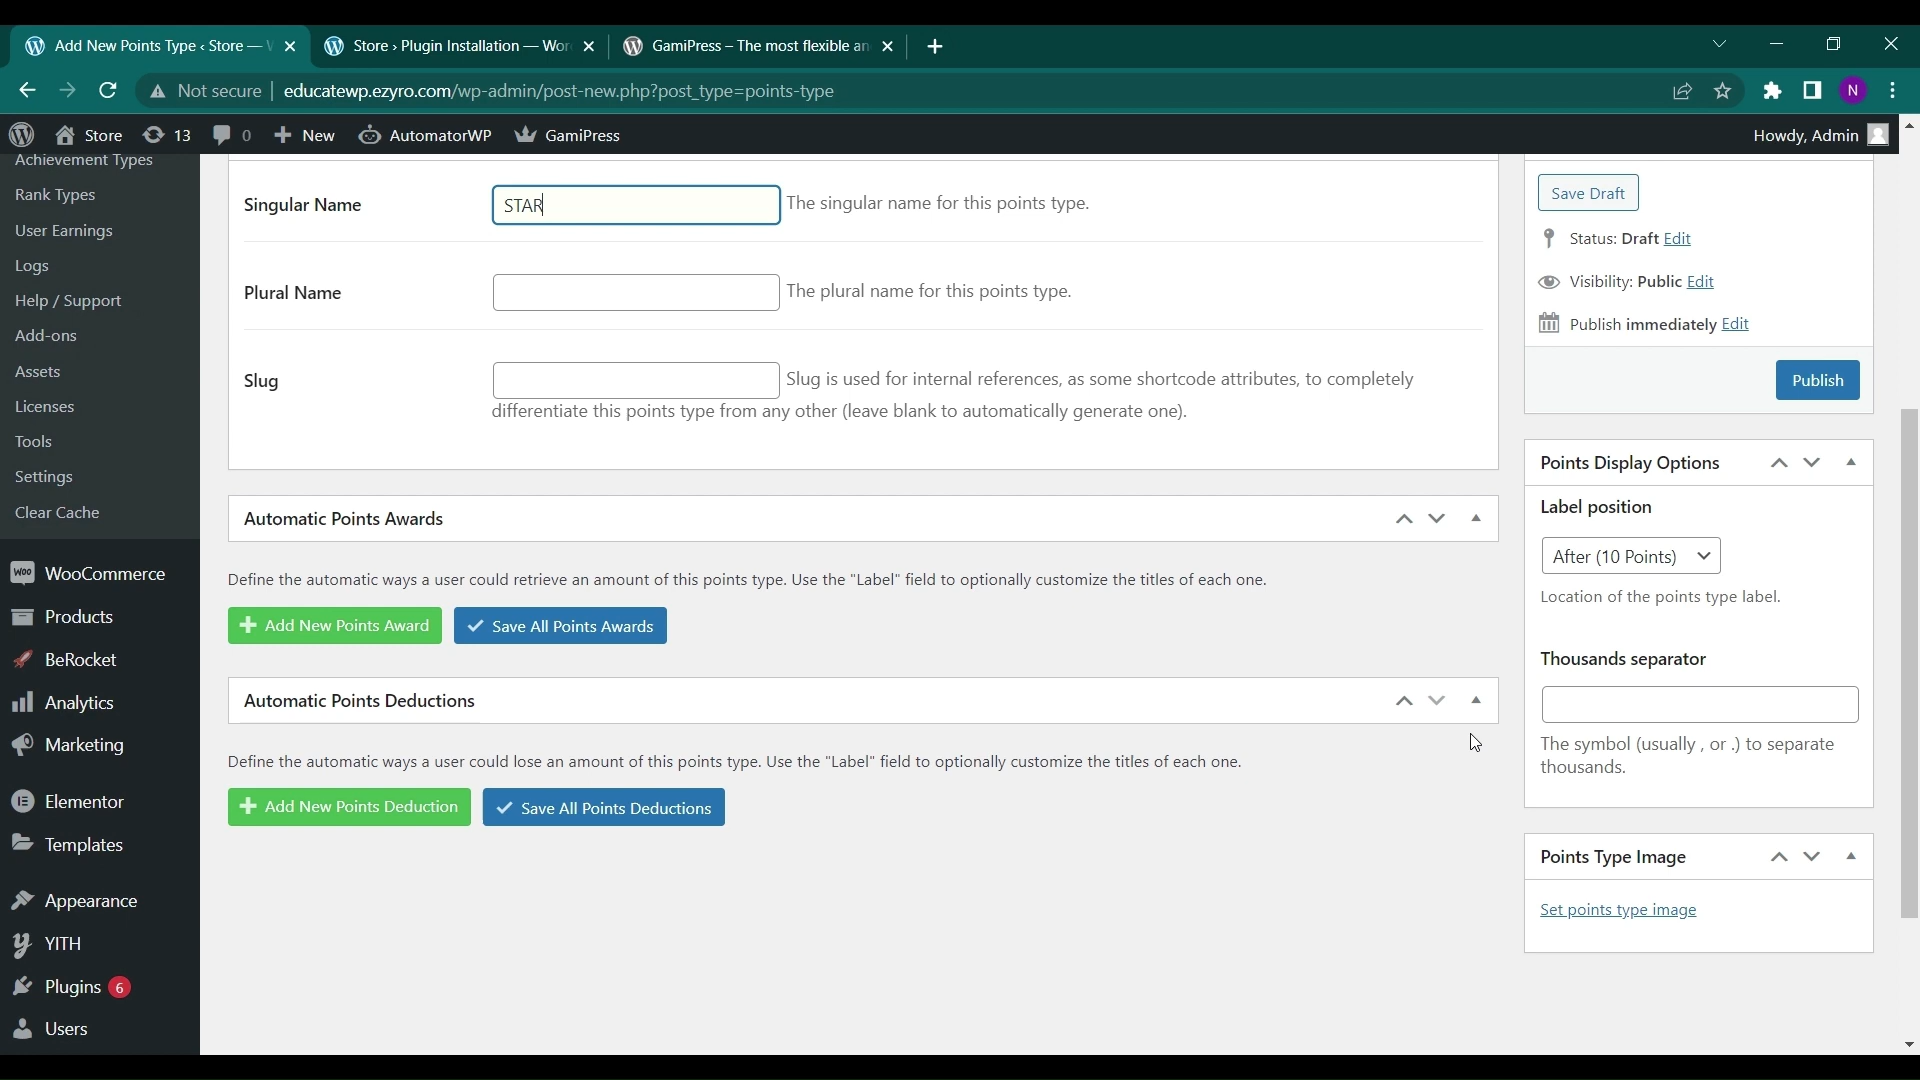 Add New Points Type ‹ Store — W
Store › Plugin Installation — Wor
GamiPress – The most flexible an
Not secure
educatewp.ezyro.com/wp-admin/post-new.php?post_type=points-type
N
Store
13
0
New
AutomatorWP
GamiPress
Howdy, Admin
Achievement Types
Rank Types
User Earnings
Logs
Help / Support
Add-ons
Assets
Licenses
Tools
Settings
Clear Cache
Woo WooCommerce
Products
BeRocket
Analytics
Marketing
Elementor
Templates
Appearance
YITH
Plugins 6
Users
Singular Name
STAR
The singular name for this points type.
Plural Name
The plural name for this points type.
Slug
Slug is used for internal references, as some shortcode attributes, to completely
differentiate this points type from any other (leave blank to automatically generate one).
Automatic Points Awards
Define the automatic ways a user could retrieve an amount of this points type. Use the "Label" field to optionally customize the titles of each one.
Add New Points Award
Save All Points Awards
Automatic Points Deductions
Define the automatic ways a user could lose an amount of this points type. Use the "Label" field to optionally customize the titles of each one.
Add New Points Deduction
Save All Points Deductions
Save Draft
Status: Draft Edit
Visibility: Public Edit
Publish immediately Edit
Publish
Points Display Options
Label position
After (10 Points)
Location of the points type label.
Thousands separator
The symbol (usually , or .) to separate
thousands.
Points Type Image
Set points type image